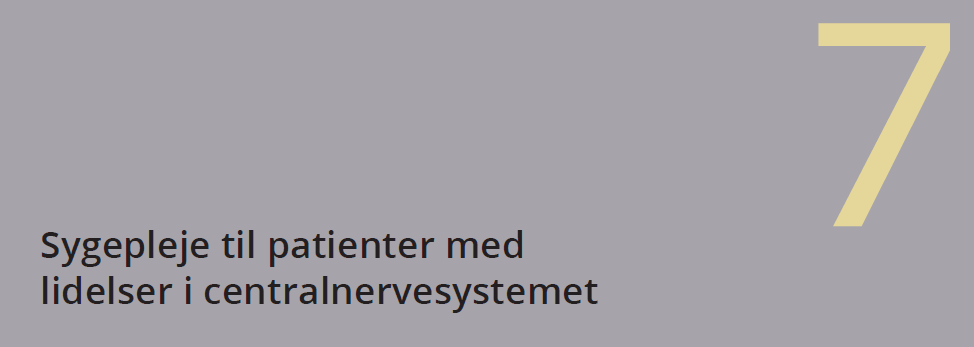 7
Sygepleje til patienter med
lidelser i centralnervesystemet